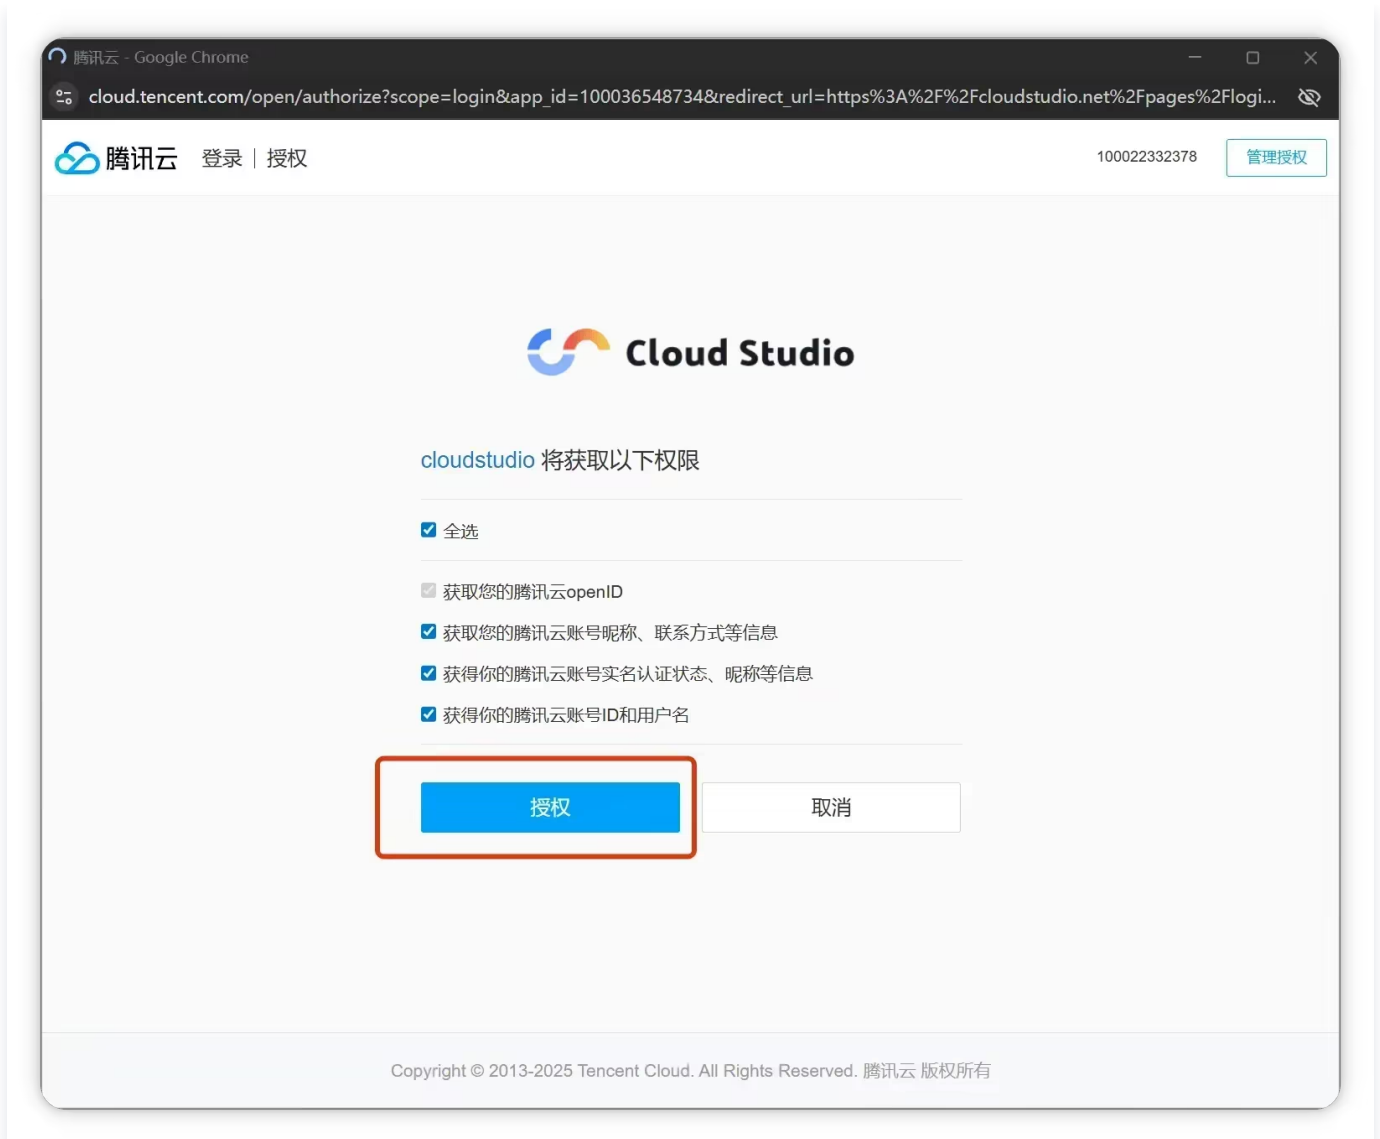 腾讯云 - Google Chrome
cloud.tencent.com/open/authorize?scope=login&app_id=100036548734&redirect_url=https%3A%2F%2Fcloudstudio.net%2Fpages%2Flogi...
腾讯云 登录 | 授权 100022332378 管理授权
Cloud Studio
cloudstudio 将获取以下权限
全选
获取您的腾讯云openID
获取您的腾讯云账号昵称、联系方式等信息
获得你的腾讯云账号实名认证状态、昵称等信息
获得你的腾讯云账号ID和用户名
授权 取消
Copyright © 2013-2025 Tencent Cloud. All Rights Reserved. 腾讯云 版权所有